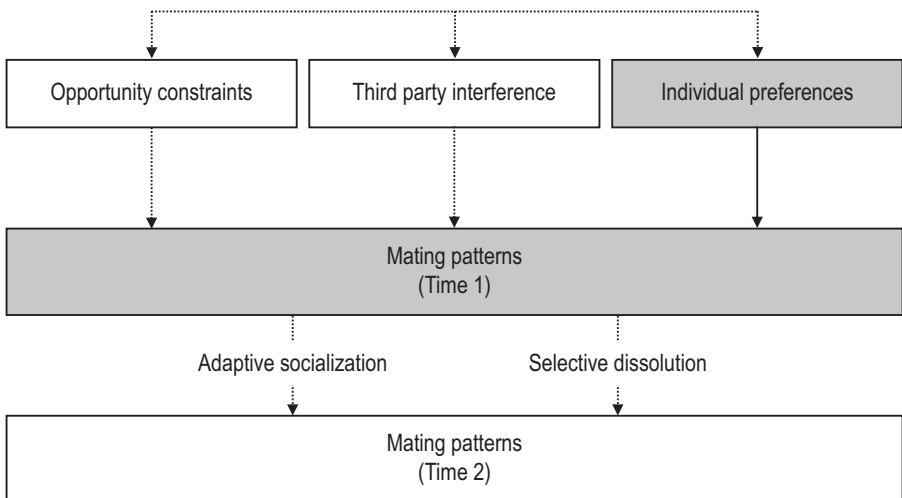 Opportunity constraints
Third party interference
Individual preferences
Mating patterns
(Time 1)
Adaptive socialization
Selective dissolution
Mating patterns
(Time 2)